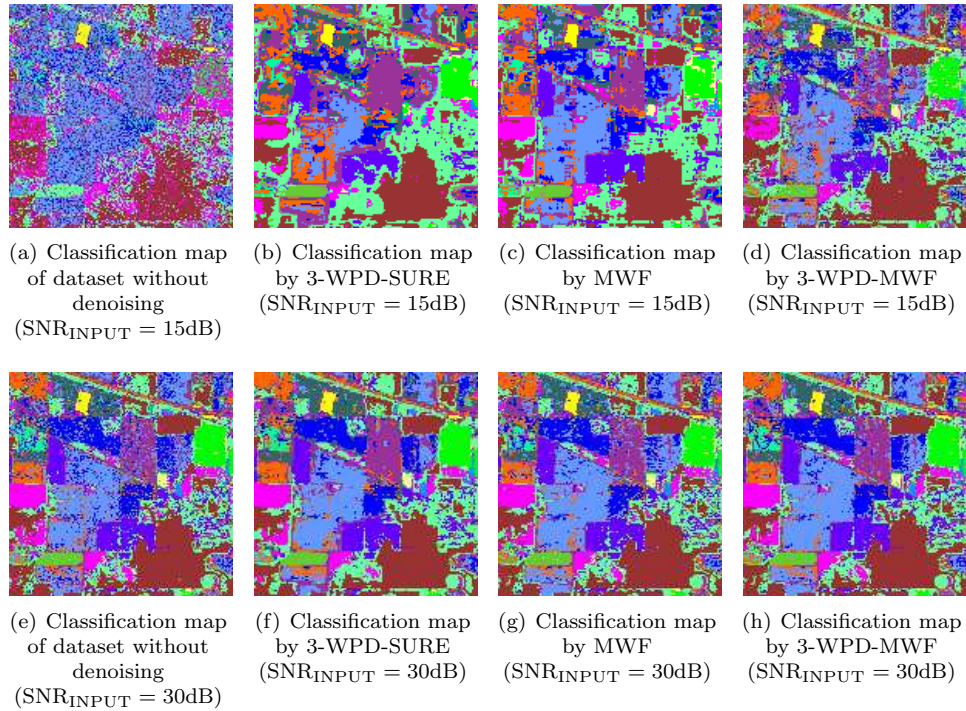 (a) Classification map
of dataset without
denoising
(SNR_INPUT = 15dB)
(b) Classification map
by 3-WPD-SURE
(SNR_INPUT = 15dB)
(c) Classification map
by MWF
(SNR_INPUT = 15dB)
(d) Classification map
by 3-WPD-MWF
(SNR_INPUT = 15dB)
(e) Classification map
of dataset without
denoising
(SNR_INPUT = 30dB)
(f) Classification map
by 3-WPD-SURE
(SNR_INPUT = 30dB)
(g) Classification map
by MWF
(SNR_INPUT = 30dB)
(h) Classification map
by 3-WPD-MWF
(SNR_INPUT = 30dB)